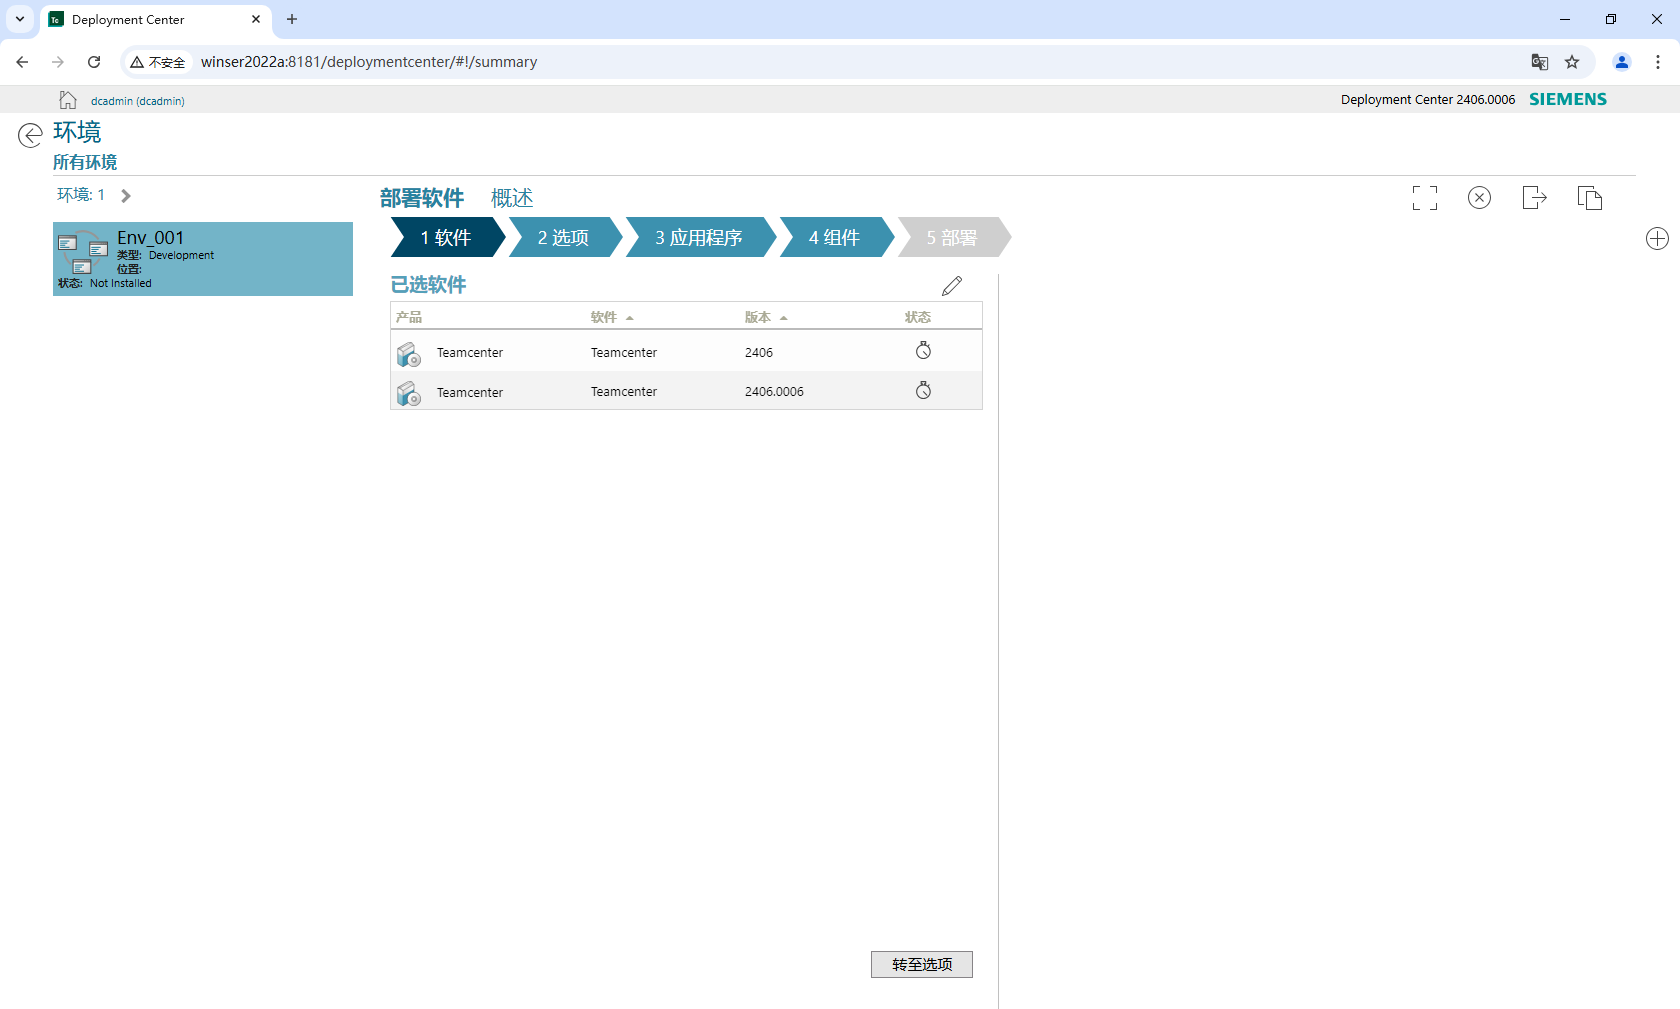 Deployment Center
不安全
winser2022a:8181/deploymentcenter/#!/summary
dcadmin (dcadmin)
Deployment Center 2406.0006
SIEMENS
环境
所有环境
环境: 1
部署软件
概述
Env_001
类型: Development
位置:
状态: Not Installed
1 软件
2 选项
3 应用程序
4 组件
5 部署
已选软件
产品 软件 版本 状态
Teamcenter Teamcenter 2406
Teamcenter Teamcenter 2406.0006
转至选项